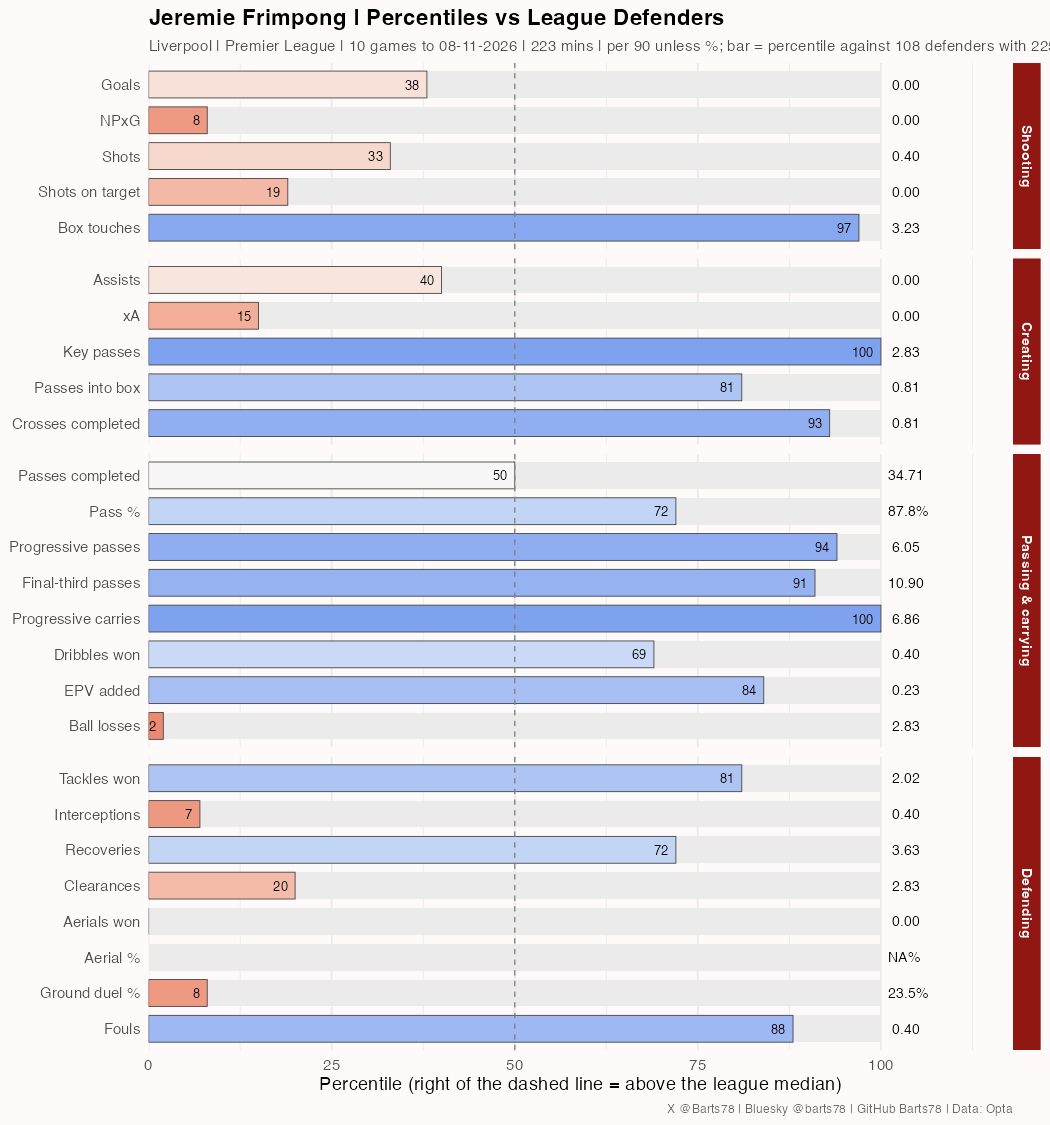 Jeremie Frimpong | Percentiles vs League Defenders
Liverpool | Premier League | 10 games to 08-11-2026 | 223 mins | per 90 unless %; bar = percentile against 108 defenders with 22
Goals 38 0.00
NPxG 8 0.00
Shots 33 0.40
Shots on target 19 0.00
Box touches 97 3.23
Shooting
Assists 40 0.00
xA 15 0.00
Key passes 100 2.83
Passes into box 81 0.81
Crosses completed 93 0.81
Creating
Passes completed 50 34.71
Pass % 72 87.8%
Progressive passes 94 6.05
Final-third passes 91 10.90
Progressive carries 100 6.86
Dribbles won 69 0.40
EPV added 84 0.23
Ball losses 2 2.83
Passing & carrying
Tackles won 81 2.02
Interceptions 7 0.40
Recoveries 72 3.63
Clearances 20 2.83
Aerials won 0.00
Aerial % NA%
Ground duel % 8 23.5%
Fouls 88 0.40
Defending
0 25 50 75 100
Percentile (right of the dashed line = above the league median)
X @Barts78 | Bluesky @barts78 | GitHub Barts78 | Data: Opta